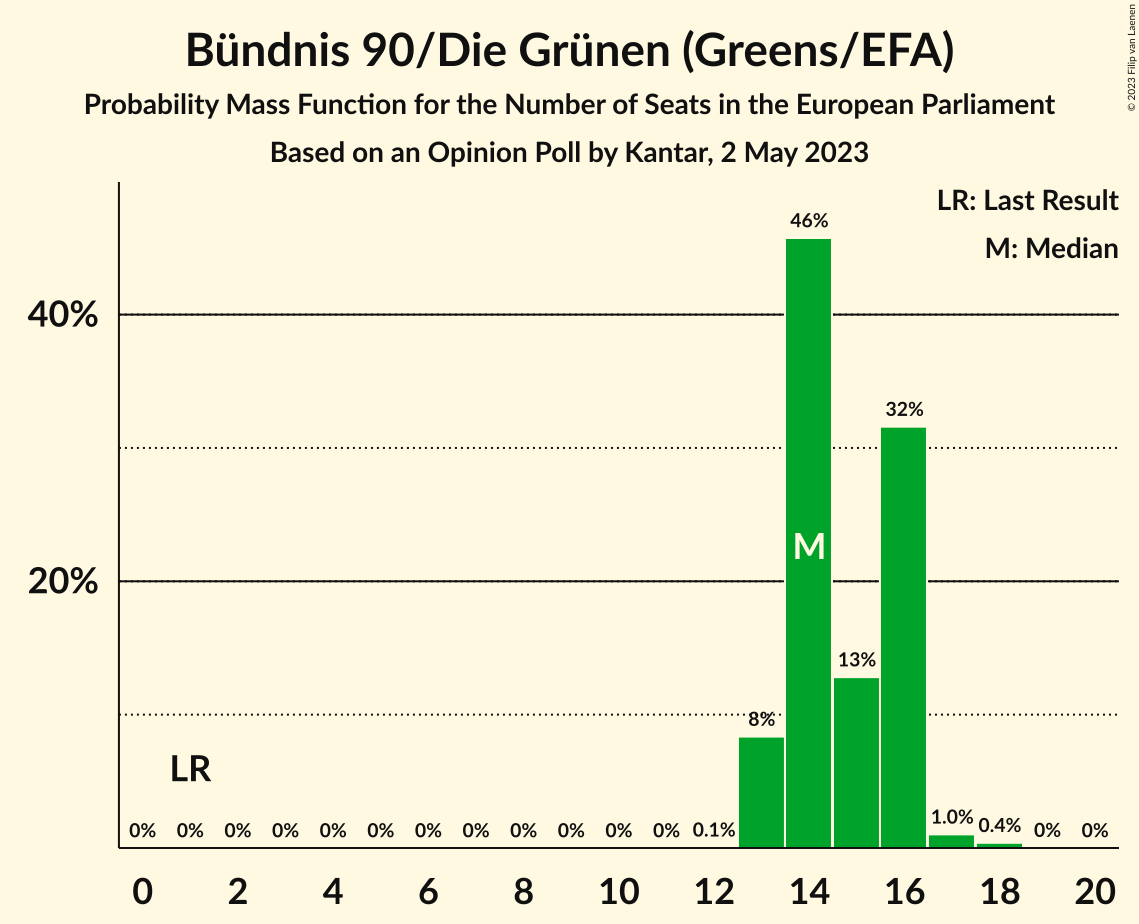 Bündnis 90/Die Grünen (Greens/EFA)
Probability Mass Function for the Number of Seats in the European Parliament
Based on an Opinion Poll by Kantar, 2 May 2023
© 2023 Filip van Laenen
LR: Last Result
M: Median
46%
40%
32%
M
20%
13%
8%
LR
0% 0% 0% 0% 0% 0% 0% 0% 0% 0% 0% 0% 0.1% 1.0% 0.4% 0% 0%
0 2 4 6 8 10 12 14 16 18 20